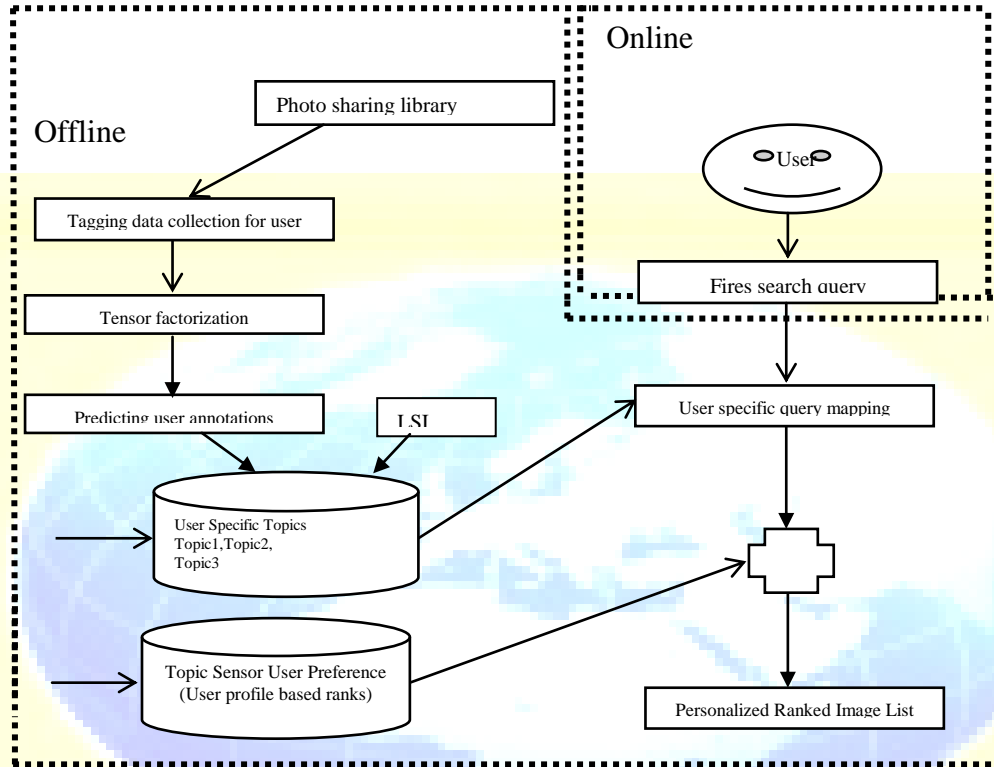 Online
Photo sharing library
Offline
User
Tagging data collection for user
Fires search query
Tensor factorization
Predicting user annotations
LSI
User specific query mapping
User Specific Topics
Topic1,Topic2,
Topic3
Topic Sensor User Preference
(User profile based ranks)
Personalized Ranked Image List